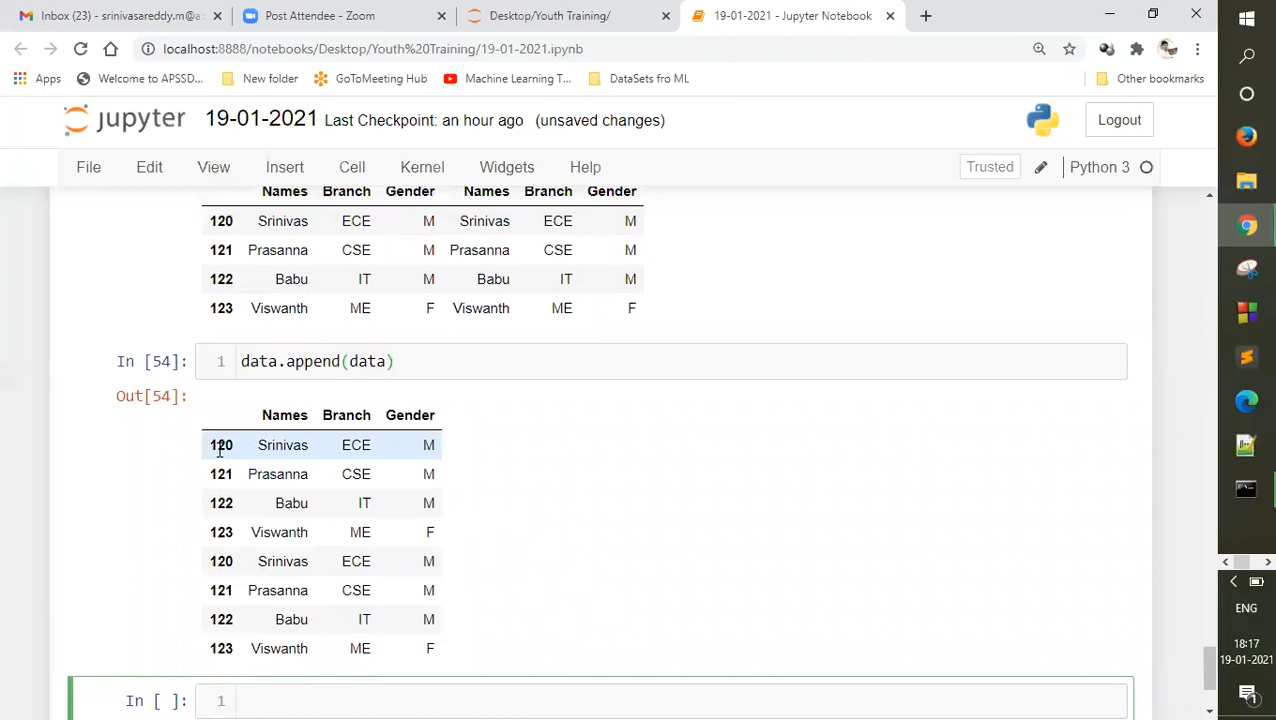 Inbox (23) - srinivasareddy.m@a
Post Attendee - Zoom
Desktop/Youth Training/
19-01-2021 - Jupyter Notebook
localhost:8888/notebooks/Desktop/Youth%20Training/19-01-2021.ipynb
Apps
Welcome to APSSD...
New folder
GoToMeeting Hub
Machine Learning T...
DataSets fro ML
Other bookmarks
jupyter 19-01-2021 Last Checkpoint: an hour ago (unsaved changes)
Logout
File Edit View Insert Cell Kernel Widgets Help
Trusted
Python 3
Names Branch Gender Names Branch Gender
120 Srinivas ECE M Srinivas ECE M
121 Prasanna CSE M Prasanna CSE M
122 Babu IT M Babu IT M
123 Viswanth ME F Viswanth ME F
In [54]: 1 data.append(data)
Out[54]:
Names Branch Gender
120 Srinivas ECE M
121 Prasanna CSE M
122 Babu IT M
123 Viswanth ME F
120 Srinivas ECE M
121 Prasanna CSE M
122 Babu IT M
123 Viswanth ME F
In [ ]: 1
ENG
18:17
19-01-2021
1